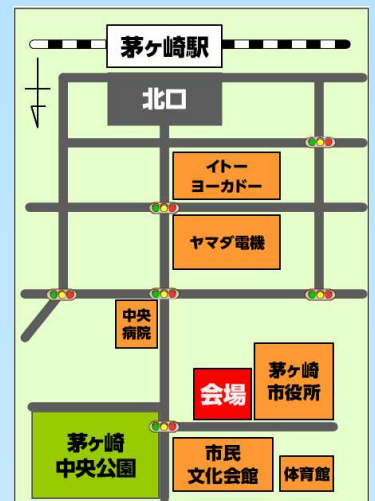 茅ヶ崎駅
北口
イトー
ヨーカドー
ヤマダ電機
中央
病院
会場
茅ヶ崎
市役所
茅ヶ崎
中央公園
市民
文化会館
体育館